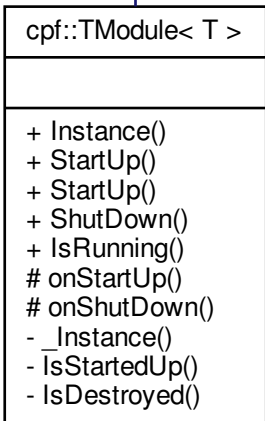 cpf::TModule< T >
+ Instance()
+ StartUp()
+ StartUp()
+ ShutDown()
+ IsRunning()
# onStartUp()
# onShutDown()
- _Instance()
- IsStartedUp()
- IsDestroyed()